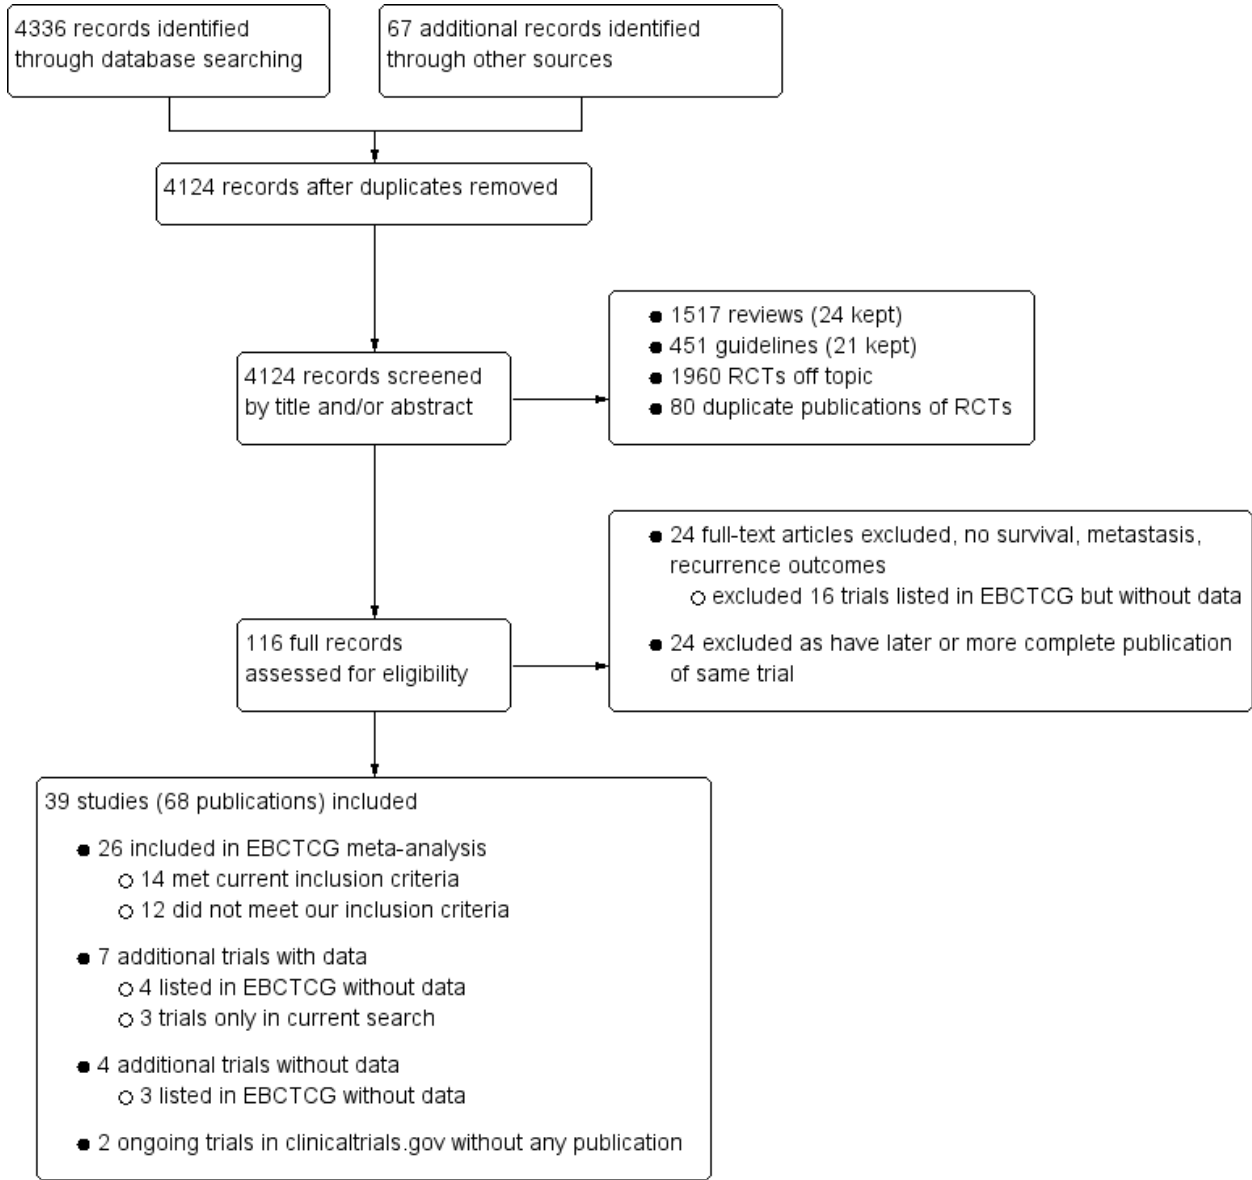 4336 records identified
through database searching
67 additional records identified
through other sources
4124 records after duplicates removed
4124 records screened
by title and/or abstract
● 1517 reviews (24 kept)
● 451 guidelines (21 kept)
● 1960 RCTs off topic
● 80 duplicate publications of RCTs
116 full records
assessed for eligibility
● 24 full-text articles excluded, no survival, metastasis,
recurrence outcomes
○ excluded 16 trials listed in EBCTCG but without data
● 24 excluded as have later or more complete publication
of same trial
39 studies (68 publications) included
● 26 included in EBCTCG meta-analysis
○ 14 met current inclusion criteria
○ 12 did not meet our inclusion criteria
● 7 additional trials with data
○ 4 listed in EBCTCG without data
○ 3 trials only in current search
● 4 additional trials without data
○ 3 listed in EBCTCG without data
● 2 ongoing trials in clinicaltrials.gov without any publication